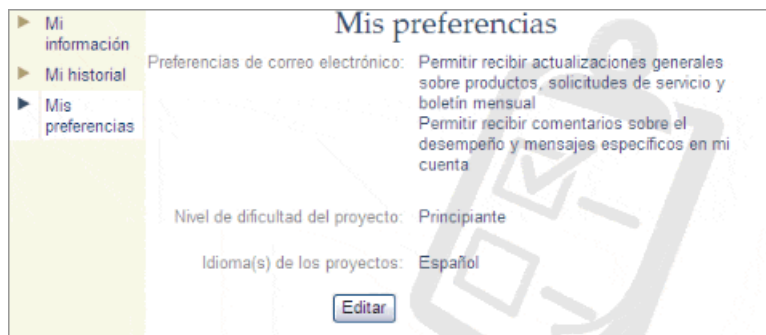 Mi
información
Mi historial
Mis
preferencias
Mis preferencias
Preferencias de correo electrónico:
Permitir recibir actualizaciones generales
sobre productos, solicitudes de servicio y
boletín mensual
Permitir recibir comentarios sobre el
desempeño y mensajes específicos en mi
cuenta
Nivel de dificultad del proyecto:
Principiante
Idioma(s) de los proyectos:
Español
Editar